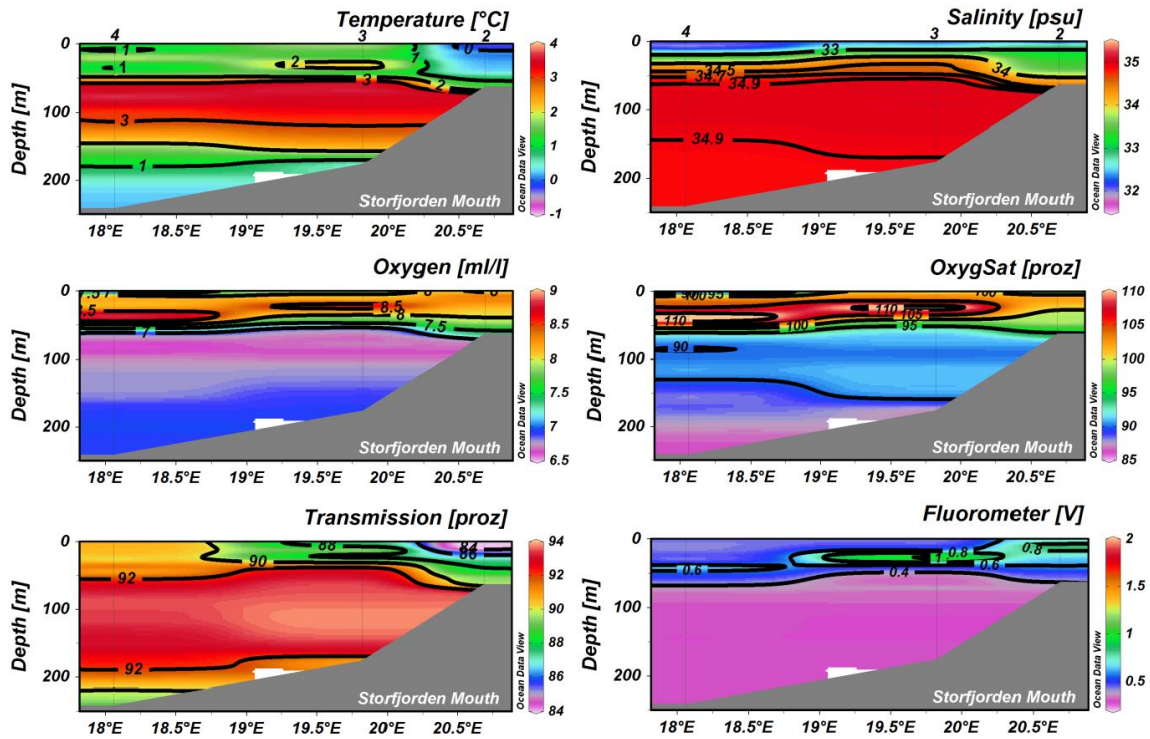 Temperature [°C]
4 3 2
0
100
200
Depth [m]
1
1
2
1
0
3
2
3
1
4
3
2
1
0
-1
Ocean Data View
Storfjorden Mouth
18°E 18.5°E 19°E 19.5°E 20°E 20.5°E
Salinity [psu]
4 3 2
0
100
200
Depth [m]
33
34.5
34.7
34.9
34
34.9
35
34
33
32
Ocean Data View
Storfjorden Mouth
18°E 18.5°E 19°E 19.5°E 20°E 20.5°E
Oxygen [ml/l]
0
100
200
Depth [m]
7.5
8.5
8
7
7.5
9
8.5
8
7.5
7
6.5
Ocean Data View
Storfjorden Mouth
18°E 18.5°E 19°E 19.5°E 20°E 20.5°E
OxygSat [proz]
0
100
200
Depth [m]
95
100
100
110
110
105
100
95
90
110
105
100
95
90
85
Ocean Data View
Storfjorden Mouth
18°E 18.5°E 19°E 19.5°E 20°E 20.5°E
Transmission [proz]
0
100
200
Depth [m]
88
84
86
90
92
92
94
92
90
88
86
84
Ocean Data View
Storfjorden Mouth
18°E 18.5°E 19°E 19.5°E 20°E 20.5°E
Fluorometer [V]
0
100
200
Depth [m]
0.8
0.8
1
0.6
0.6
0.4
2
1.5
1
0.5
Ocean Data View
Storfjorden Mouth
18°E 18.5°E 19°E 19.5°E 20°E 20.5°E